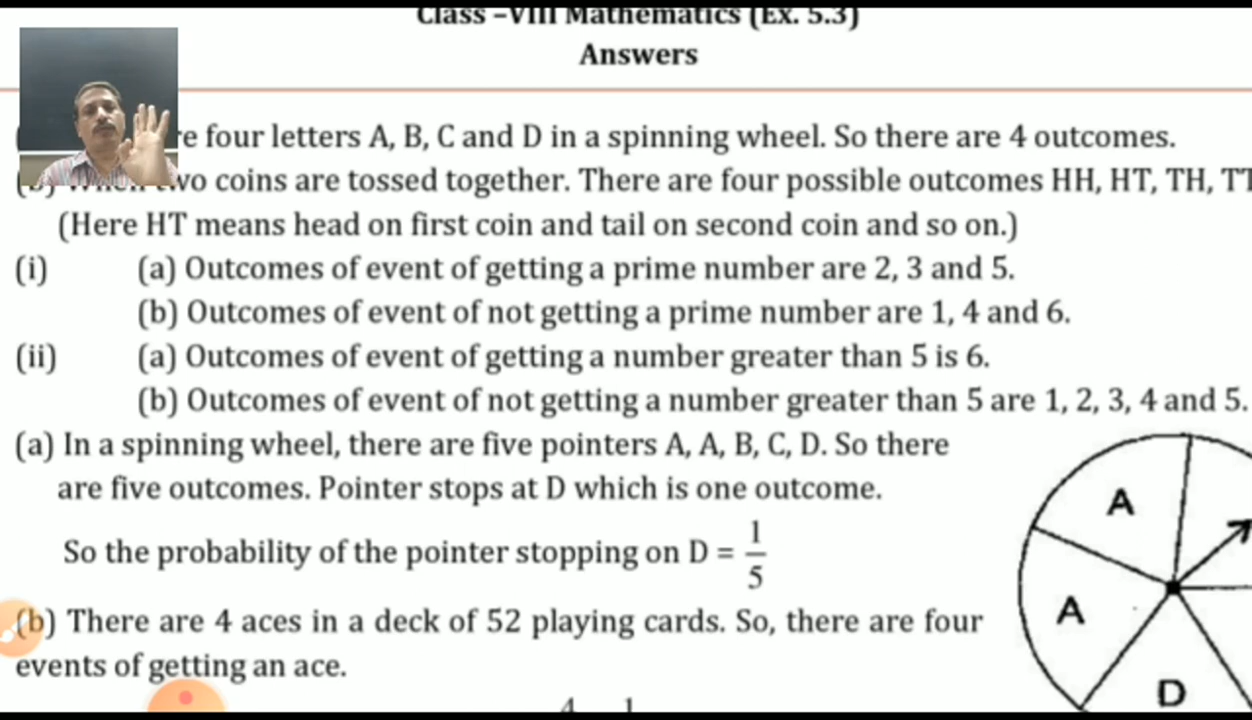 Class –VIII Mathematics (Ex. 5.3)
Answers
four letters A, B, C and D in a spinning wheel. So there are 4 outcomes.
coins are tossed together. There are four possible outcomes HH, HT, TH, TT
(Here HT means head on first coin and tail on second coin and so on.)
(i) (a) Outcomes of event of getting a prime number are 2, 3 and 5.
(b) Outcomes of event of not getting a prime number are 1, 4 and 6.
(ii) (a) Outcomes of event of getting a number greater than 5 is 6.
(b) Outcomes of event of not getting a number greater than 5 are 1, 2, 3, 4 and 5.
(a) In a spinning wheel, there are five pointers A, A, B, C, D. So there
are five outcomes. Pointer stops at D which is one outcome.
So the probability of the pointer stopping on D = 1/5
(b) There are 4 aces in a deck of 52 playing cards. So, there are four
events of getting an ace.
A
A
D